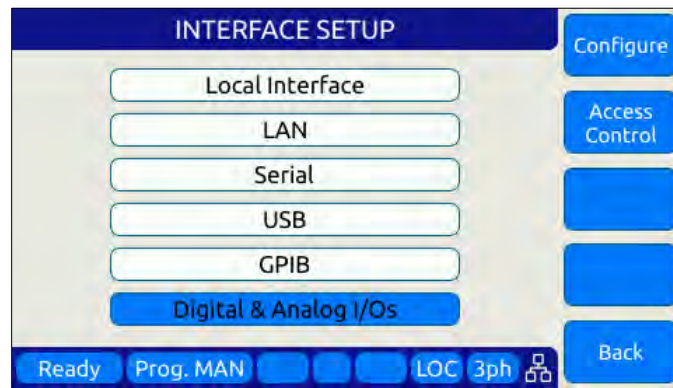 INTERFACE SETUP
Configure
Local Interface
Access
Control
LAN
Serial
USB
GPIB
Digital & Analog I/Os
Back
Ready Prog. MAN LOC 3ph